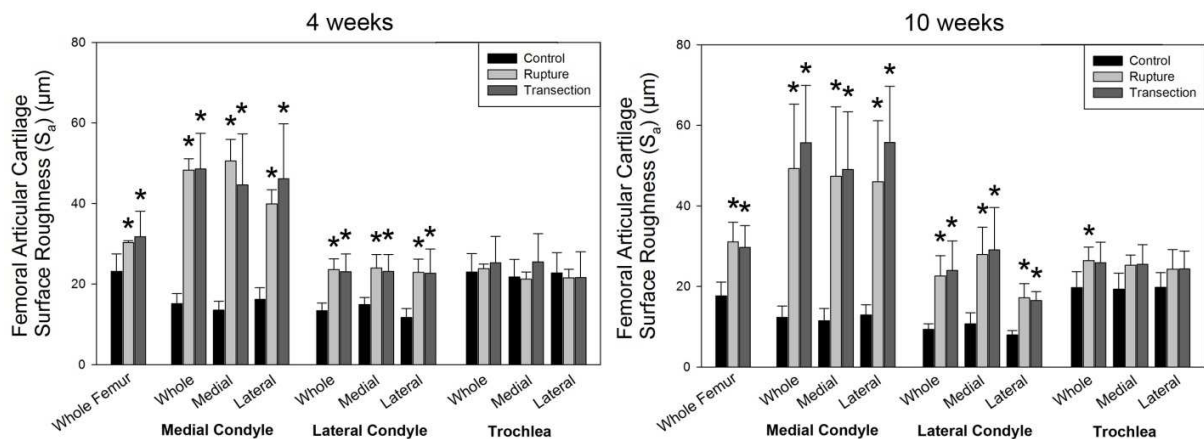 4 weeks
Femoral Articular Cartilage
Surface Roughness (Sa) (μm)
80
60
40
20
0
Control
Rupture
Transection
* * * * * * * * * * * * * *
Whole Femur
Whole
Medial
Lateral
Whole
Medial
Lateral
Whole
Medial
Lateral
Medial Condyle
Lateral Condyle
Trochlea
10 weeks
Femoral Articular Cartilage
Surface Roughness (Sa) (μm)
80
60
40
20
0
Control
Rupture
Transection
* * * * * * * * * * * * * * *
Whole Femur
Whole
Medial
Lateral
Whole
Medial
Lateral
Whole
Medial
Lateral
Medial Condyle
Lateral Condyle
Trochlea